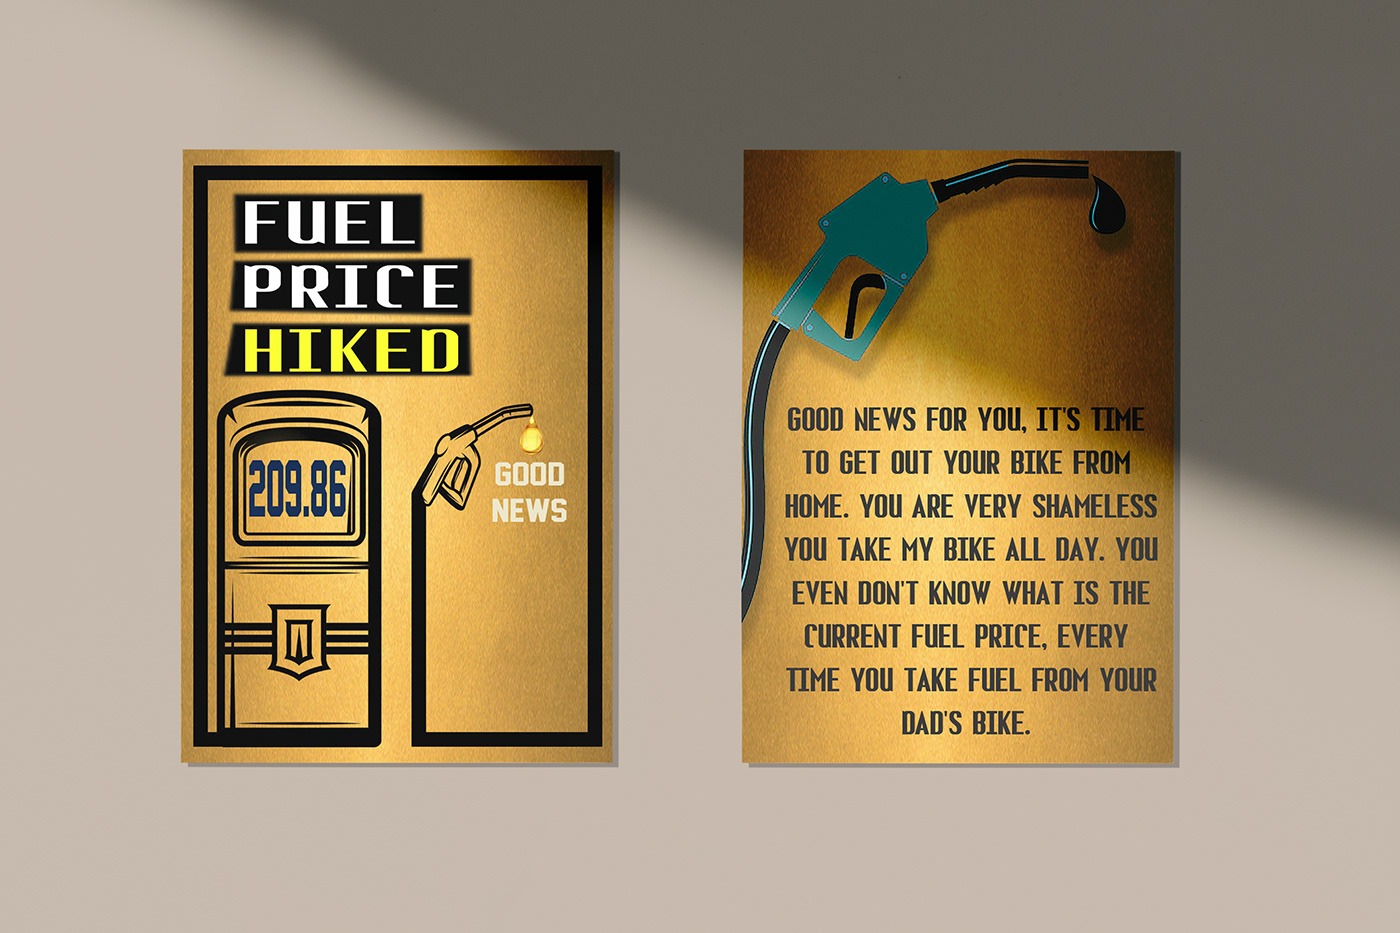 FUEL
PRICE
HIKED
209.86
GOOD
NEWS
GOOD NEWS FOR YOU, IT'S TIME
TO GET OUT YOUR BIKE FROM
HOME. YOU ARE VERY SHAMELESS
YOU TAKE MY BIKE ALL DAY. YOU
EVEN DON'T KNOW WHAT IS THE
CURRENT FUEL PRICE, EVERY
TIME YOU TAKE FUEL FROM YOUR
DAD'S BIKE.